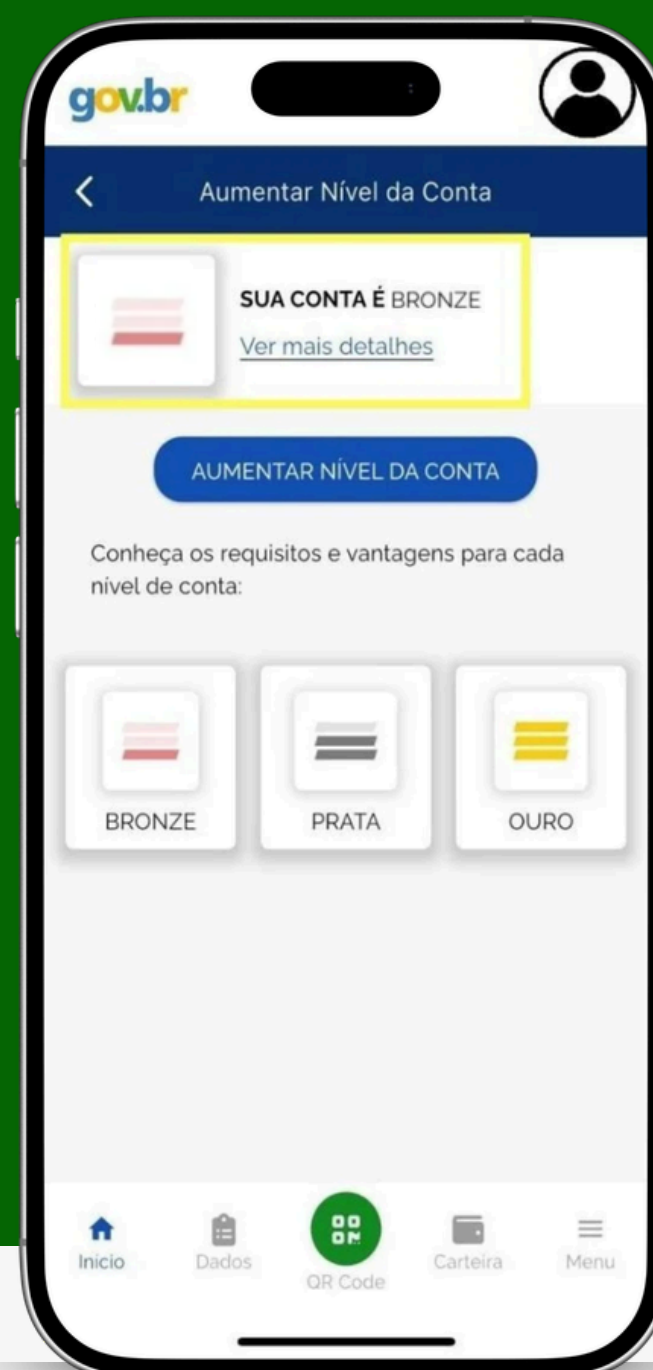 gov.br
Aumentar Nível da Conta
SUA CONTA É BRONZE
Ver mais detalhes
AUMENTAR NÍVEL DA CONTA
Conheça os requisitos e vantagens para cada
nível de conta:
BRONZE
PRATA
OURO
Inicio
Dados
QR Code
Carteira
Menu